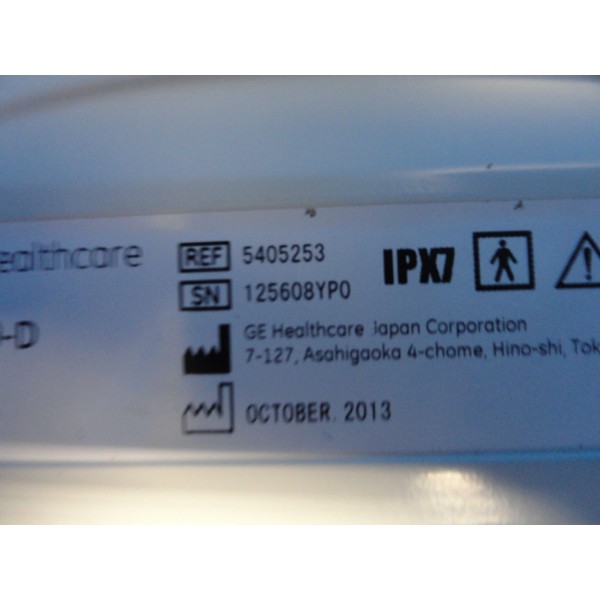 ealthcare
REF 5405253
IPX7
-D
SN 125608YP0
GE Healthcare Japan Corporation
7-127, Asahigaoka 4-chome, Hino-shi, Tok
OCTOBER. 2013